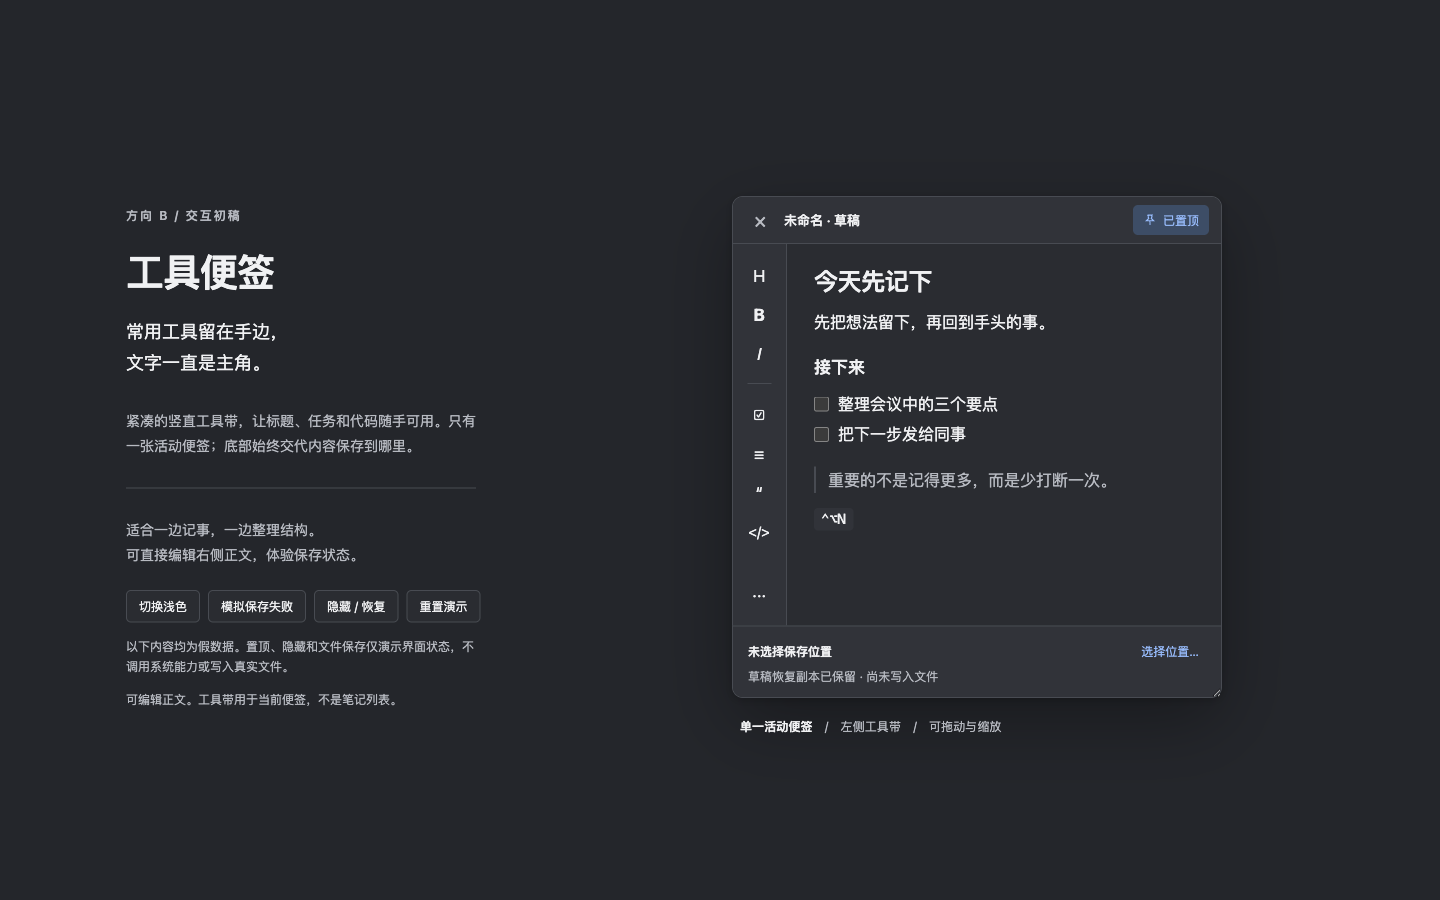 方向 B / 交互初稿
工具便签
常用工具留在手边，
文字一直是主角。
紧凑的竖直工具带，让标题、任务和代码随手可用。只有
一张活动便签；底部始终交代内容保存到哪里。
适合一边记事，一边整理结构。
可直接编辑右侧正文，体验保存状态。
切换浅色
模拟保存失败
隐藏 / 恢复
重置演示
以下内容均为假数据。置顶、隐藏和文件保存仅演示界面状态，不
调用系统能力或写入真实文件。
可编辑正文。工具带用于当前便签，不是笔记列表。
× 未命名 · 草稿
已置顶
H
B
I
≡
"
</>
...
今天先记下
先把想法留下，再回到手头的事。
接下来
整理会议中的三个要点
把下一步发给同事
重要的不是记得更多，而是少打断一次。
⌃⌥N
未选择保存位置
选择位置...
草稿恢复副本已保留 · 尚未写入文件
单一活动便签 / 左侧工具带 / 可拖动与缩放